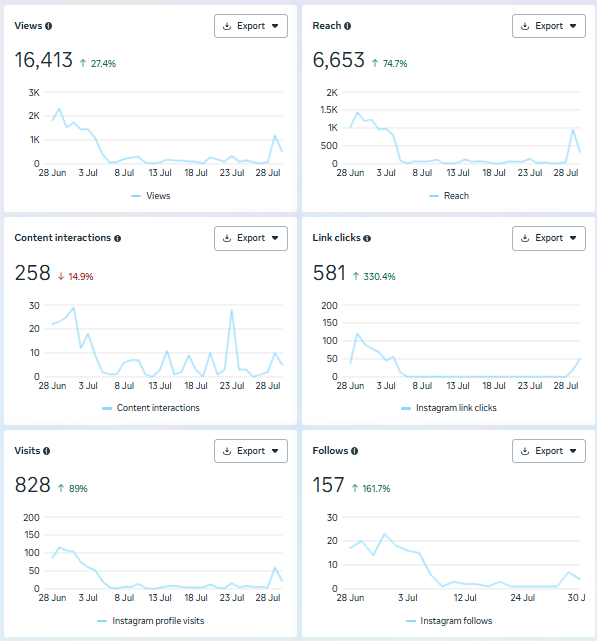 Views
Export
16,413 ↑ 27.4%
3K
2K
1K
0
28 Jun 3 Jul 8 Jul 13 Jul 18 Jul 23 Jul 28 Jul
Views
Reach
Export
6,653 ↑ 74.7%
2K
1.5K
1K
500
0
28 Jun 3 Jul 8 Jul 13 Jul 18 Jul 23 Jul 28 Jul
Reach
Content interactions
Export
258 ↓ 14.9%
30
20
10
0
28 Jun 3 Jul 8 Jul 13 Jul 18 Jul 23 Jul 28 Jul
Content interactions
Link clicks
Export
581 ↑ 330.4%
200
150
100
50
0
28 Jun 3 Jul 8 Jul 13 Jul 18 Jul 23 Jul 28 Jul
Instagram link clicks
Visits
Export
828 ↑ 89%
200
150
100
50
0
28 Jun 3 Jul 8 Jul 13 Jul 18 Jul 23 Jul 28 Jul
Instagram profile visits
Follows
Export
157 ↑ 161.7%
30
20
10
0
28 Jun 3 Jul 12 Jul 24 Jul 30 J
Instagram follows